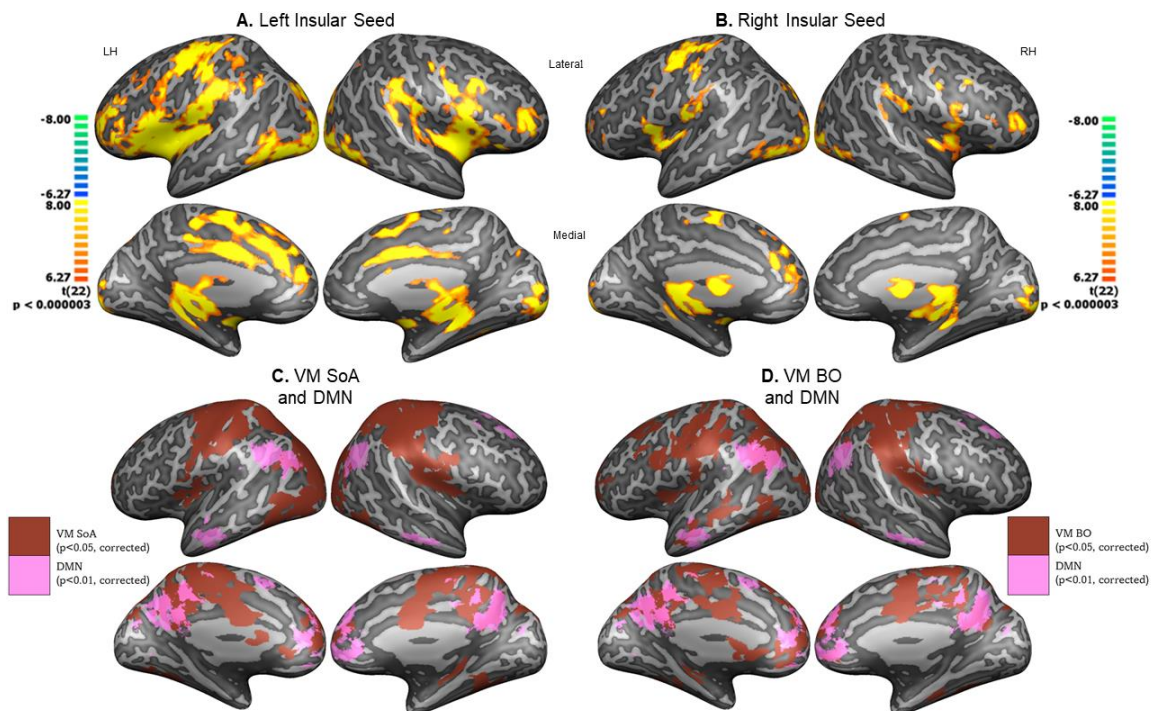 A. Left Insular Seed
B. Right Insular Seed
LH
Lateral
RH
-8.00
-6.27
8.00
6.27
t(22)
p < 0.000003
-8.00
-6.27
8.00
6.27
t(22)
p < 0.000003
Medial
C. VM SoA
and DMN
D. VM BO
and DMN
VM SoA
(p<0.05, corrected)
DMN
(p<0.01, corrected)
VM BO
(p<0.05, corrected)
DMN
(p<0.01, corrected)